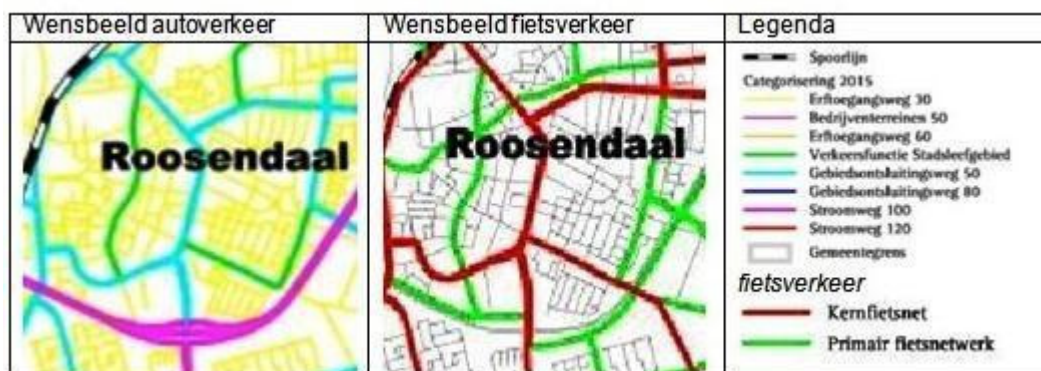 Wensbeeld autoverkeer
Wensbeeld fietsverkeer
Legenda
Roosendaal
Roosendaal
Spoorlijn
Categorisering 2015
Erftoegangsweg 30
Bedrijventerreinen 50
Erftoegangsweg 60
Verkeersfunctie Stadsleefgebied
Gebiedsontsluitingsweg 50
Gebiedsontsluitingsweg 80
Stroomweg 100
Stroomweg 120
Gemeentegrens
fietsverkeer
Kernfietsnet
Primair fietsnetwerk